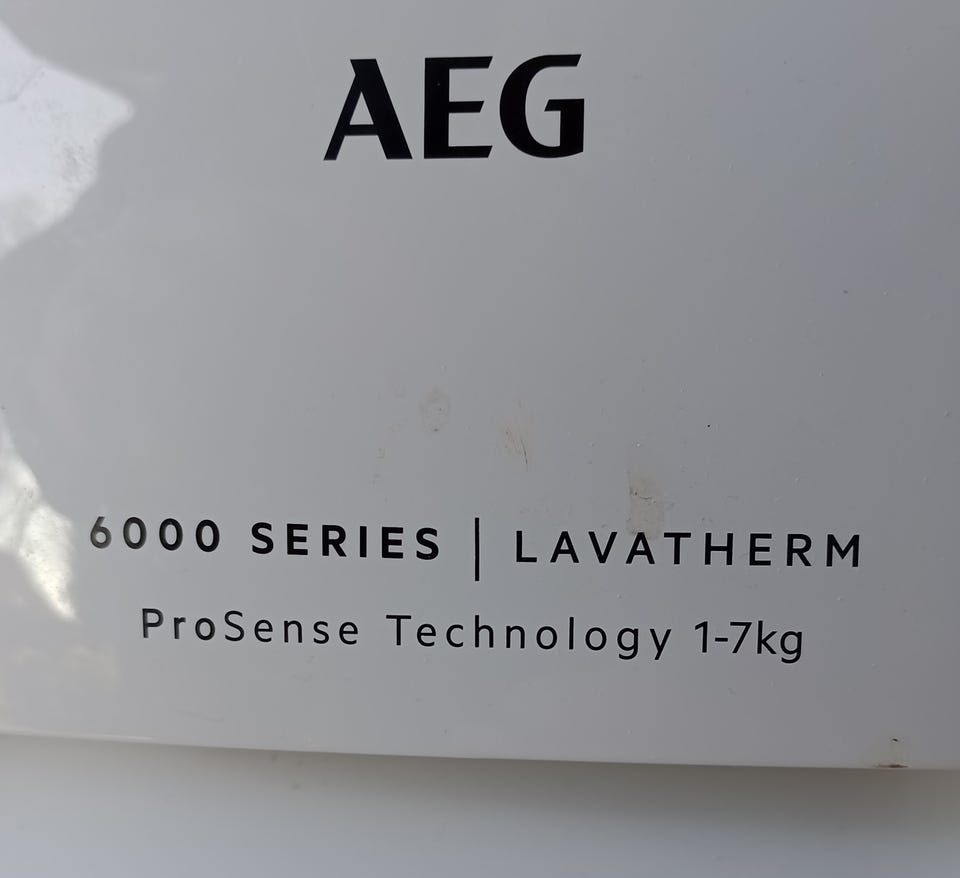 AEG
6000 SERIES | LAVATHERM
ProSense Technology 1-7kg